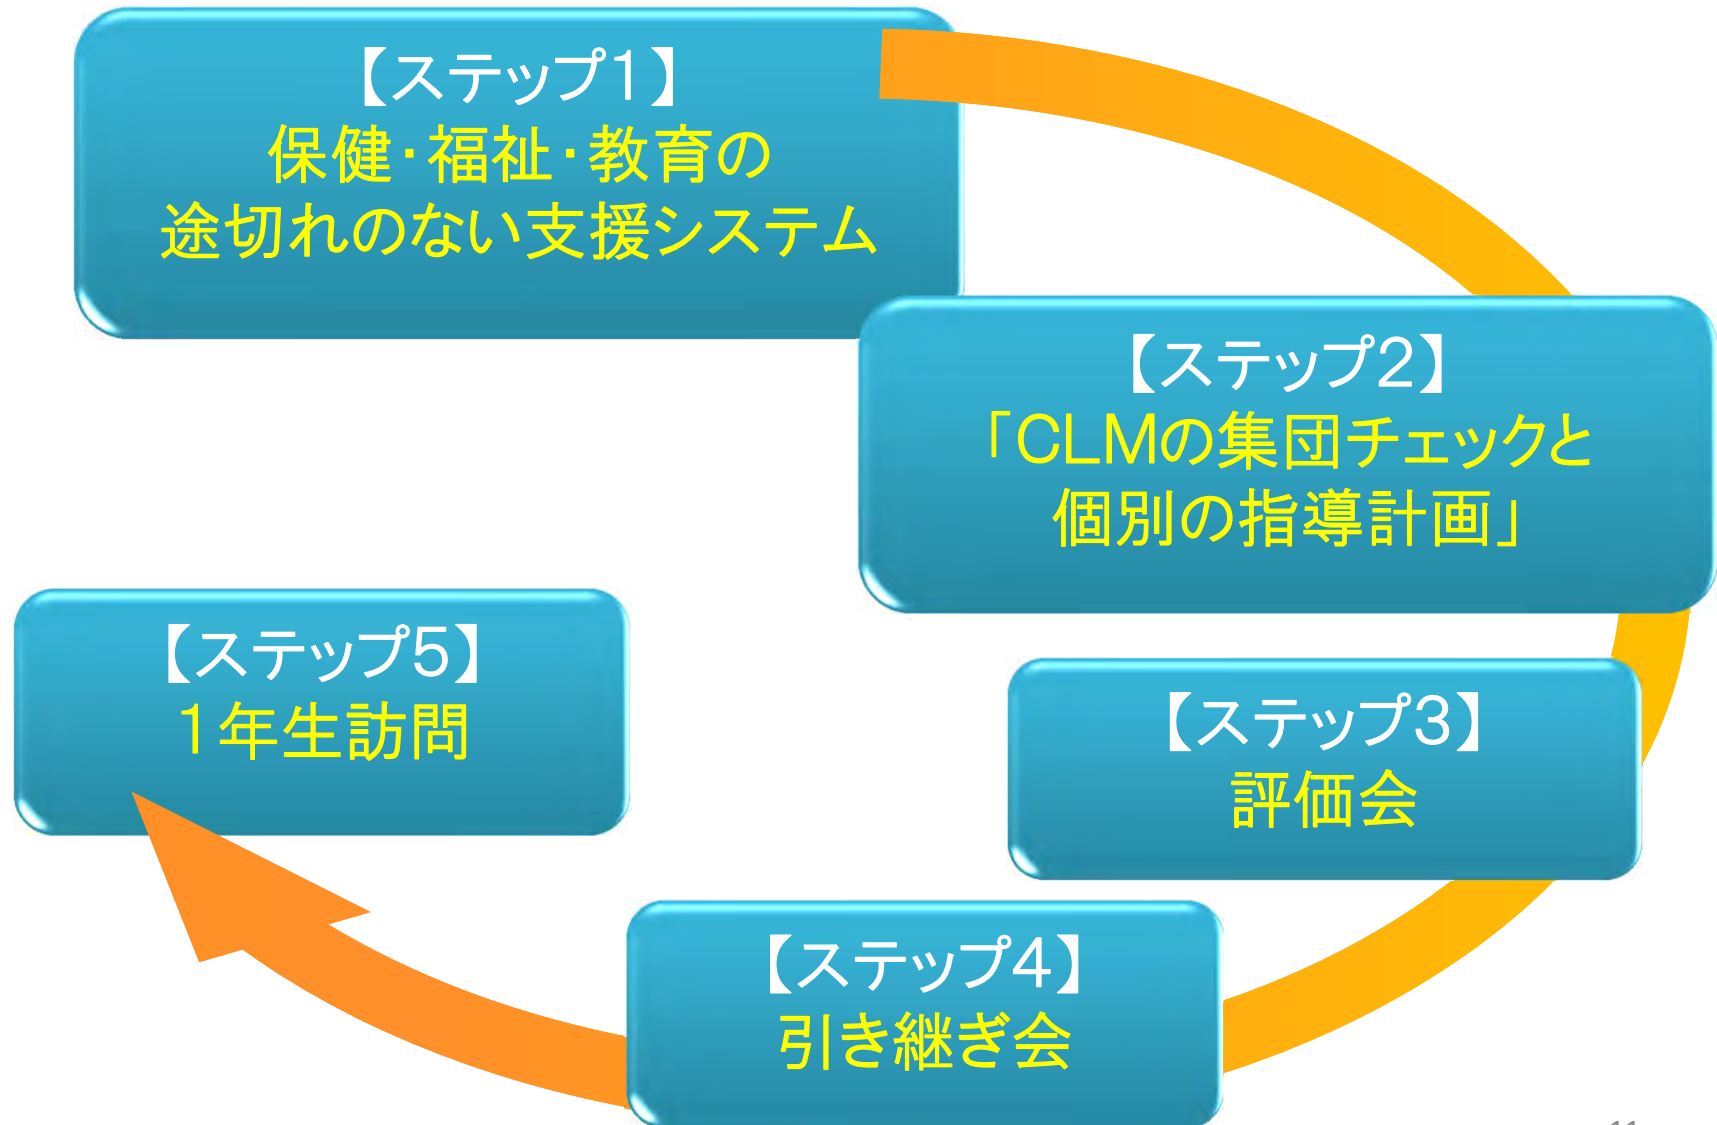 【ステップ1】
保健・福祉・教育の
途切れのない支援システム
【ステップ2】
「CLMの集団チェックと
個別の指導計画」
【ステップ3】
評価会
【ステップ4】
引き継ぎ会
【ステップ5】
1年生訪問